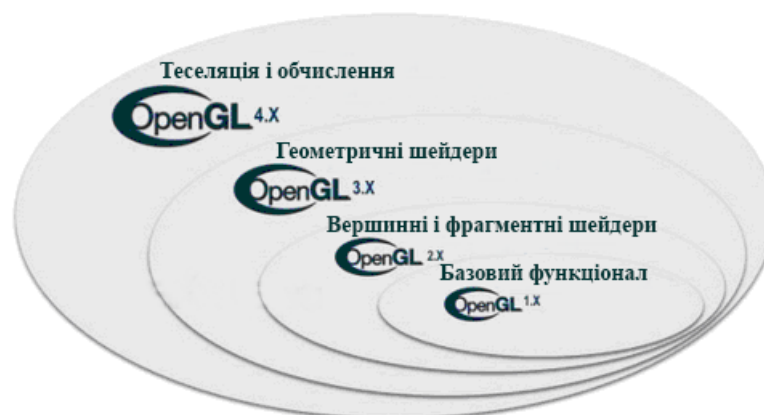 Теселяція і обчислення
OpenGL 4.X
Геометричні шейдери
OpenGL 3.X
Вершинні і фрагментні шейдери
OpenGL 2.X
Базовий функціонал
OpenGL 1.X